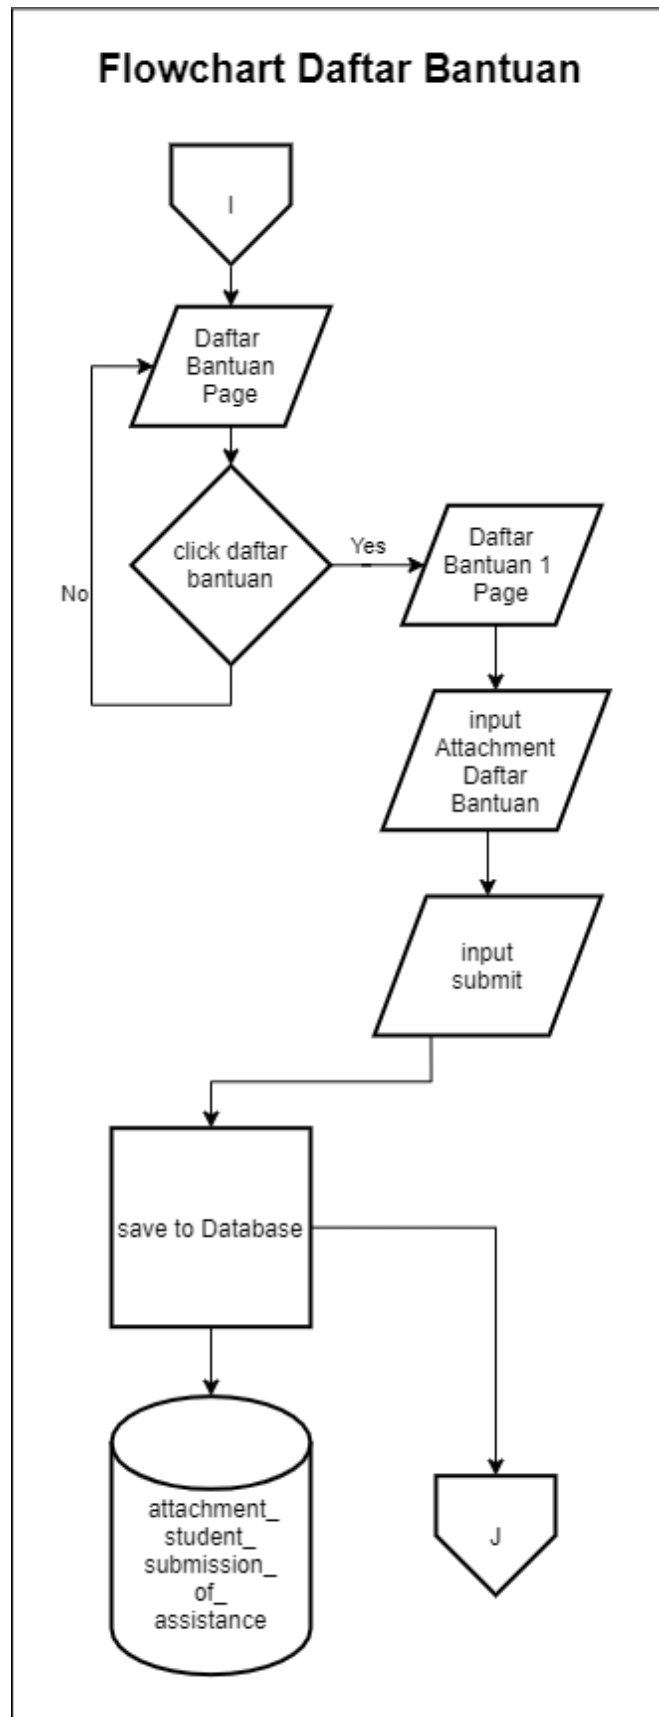 Flowchart Daftar Bantuan
I
Daftar
Bantuan
Page
click daftar
bantuan
Yes
No
Daftar
Bantuan 1
Page
input
Attachment
Daftar
Bantuan
input
submit
save to Database
attachment_
student_
submission_
of_
assistance
J